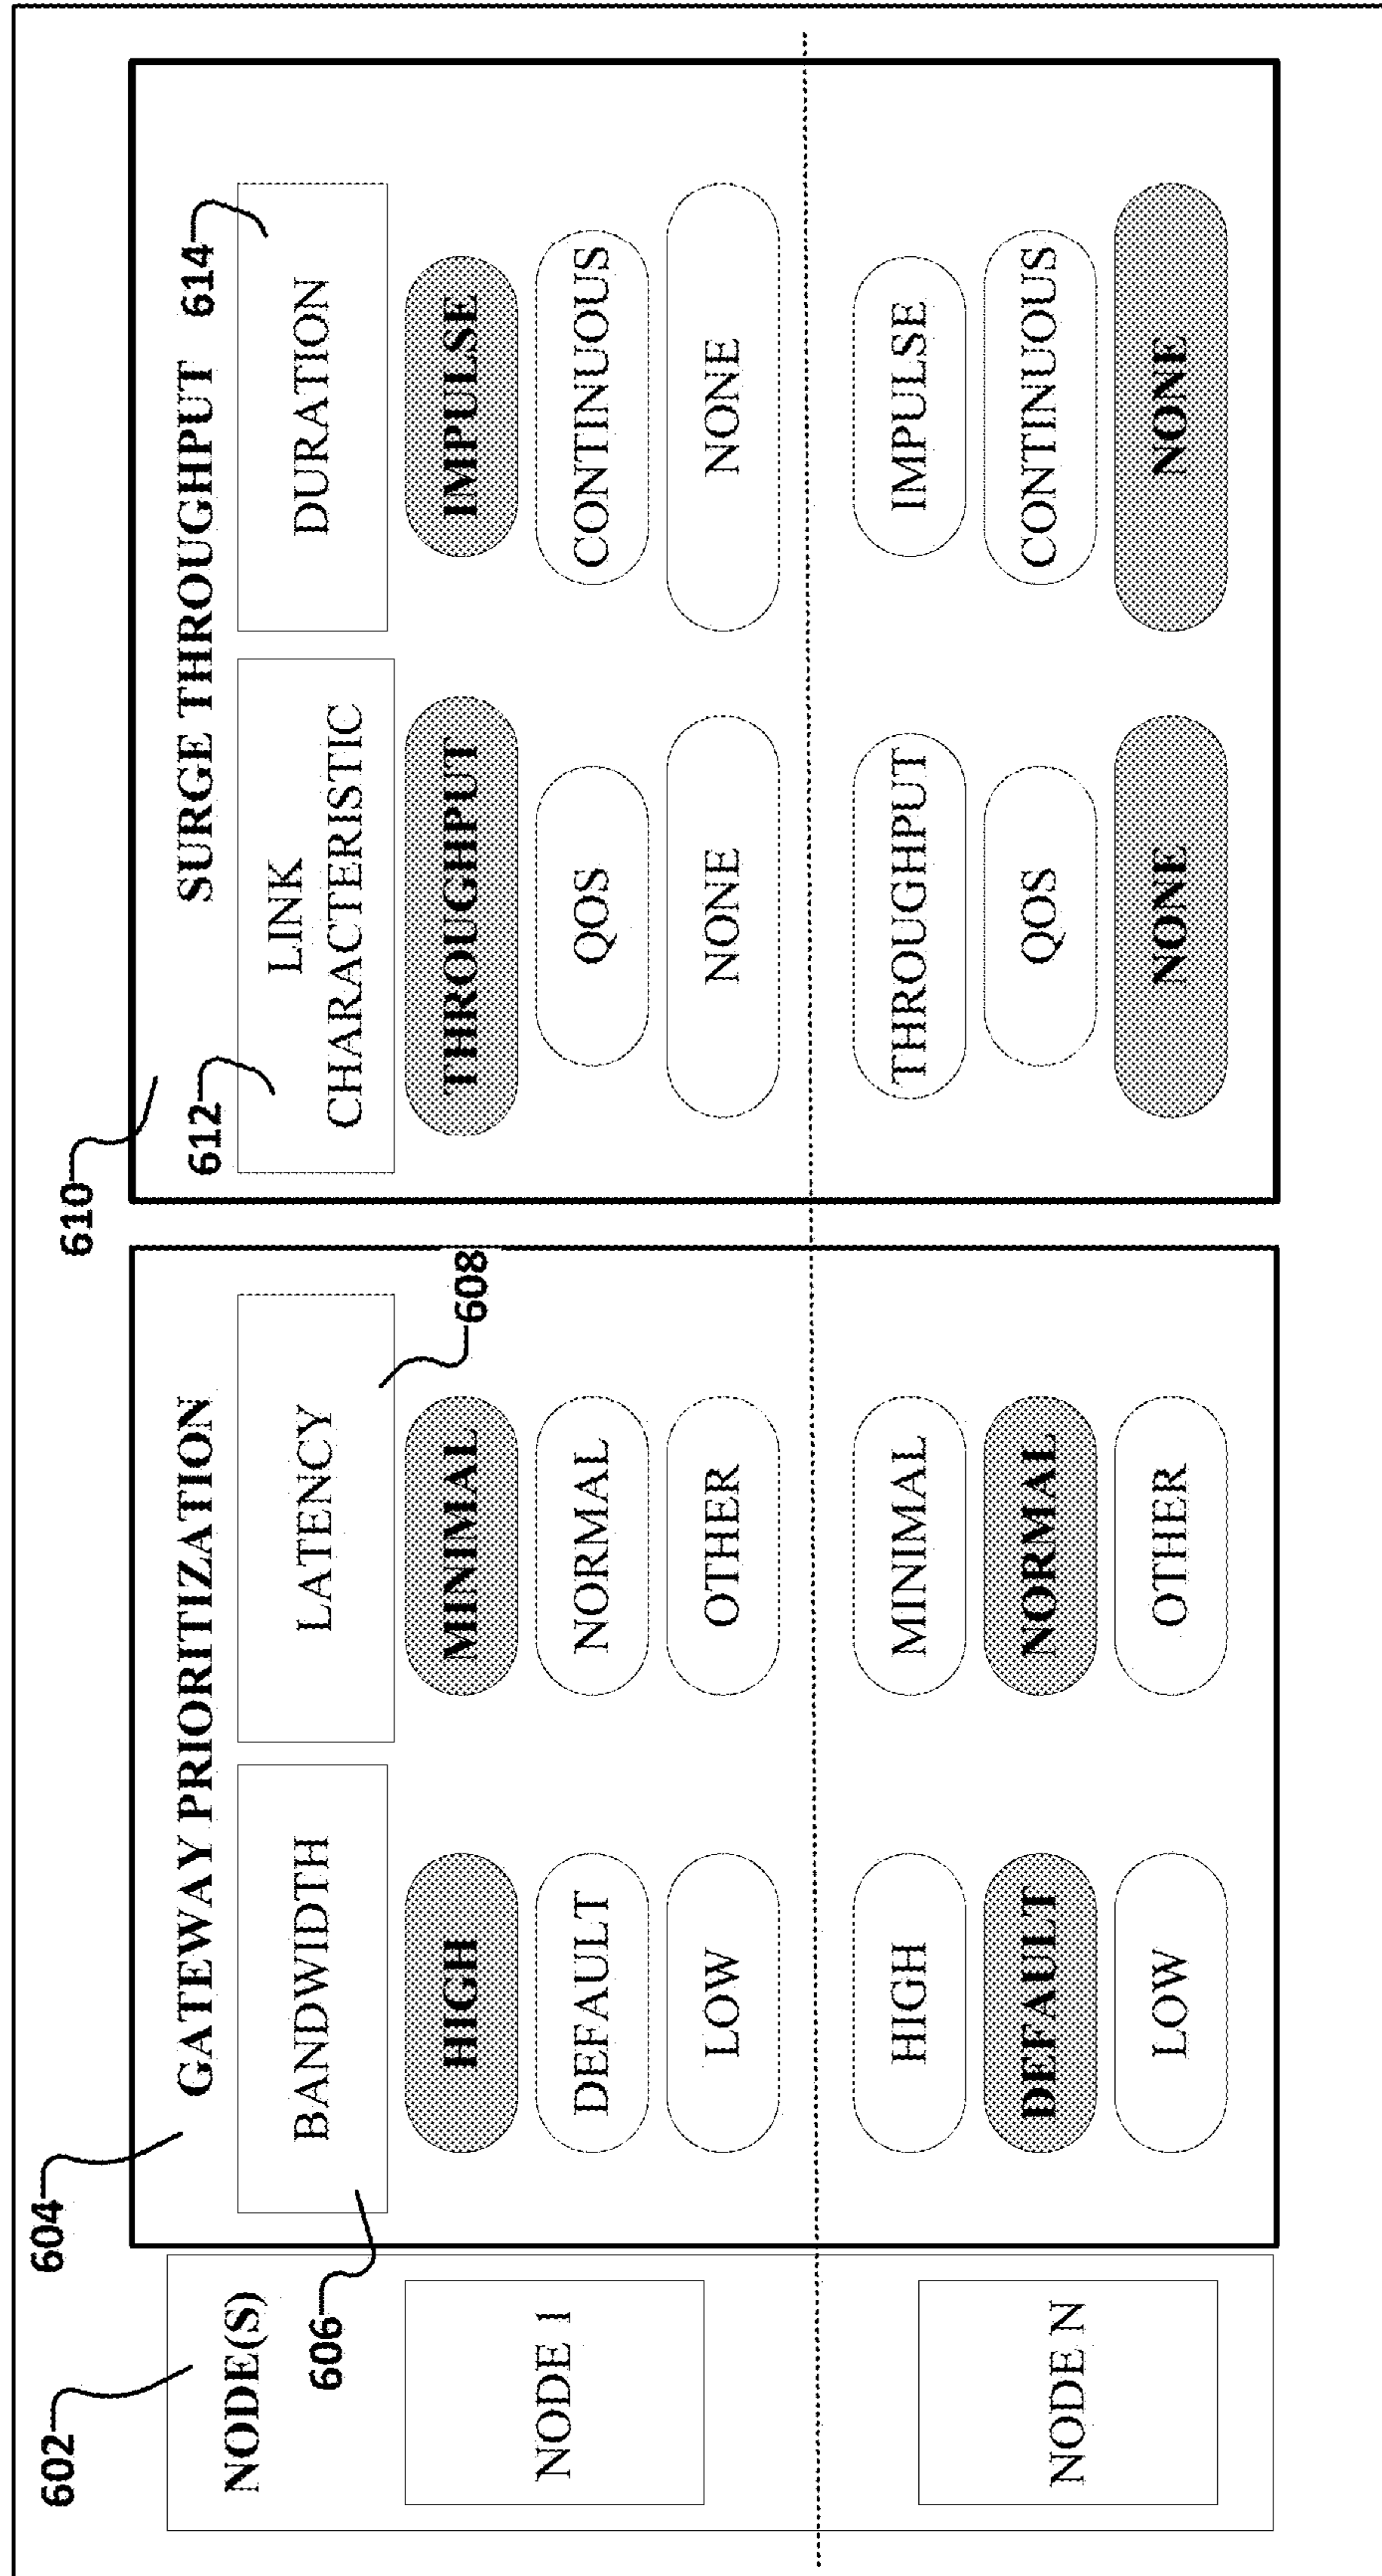 602
NODE(S)
NODE 1
NODE N
604
GATEWAY PRIORITIZATION
606
BANDWIDTH
LATENCY
608
HIGH
MINIMAL
DEFAULT
NORMAL
LOW
OTHER
HIGH
MINIMAL
DEFAULT
NORMAL
LOW
OTHER
610
SURGE THROUGHPUT
612
614
LINK
CHARACTERISTIC
DURATION
THROUGHPUT
IMPULSE
QOS
CONTINUOUS
NONE
NONE
THROUGHPUT
IMPULSE
QOS
CONTINUOUS
NONE
NONE